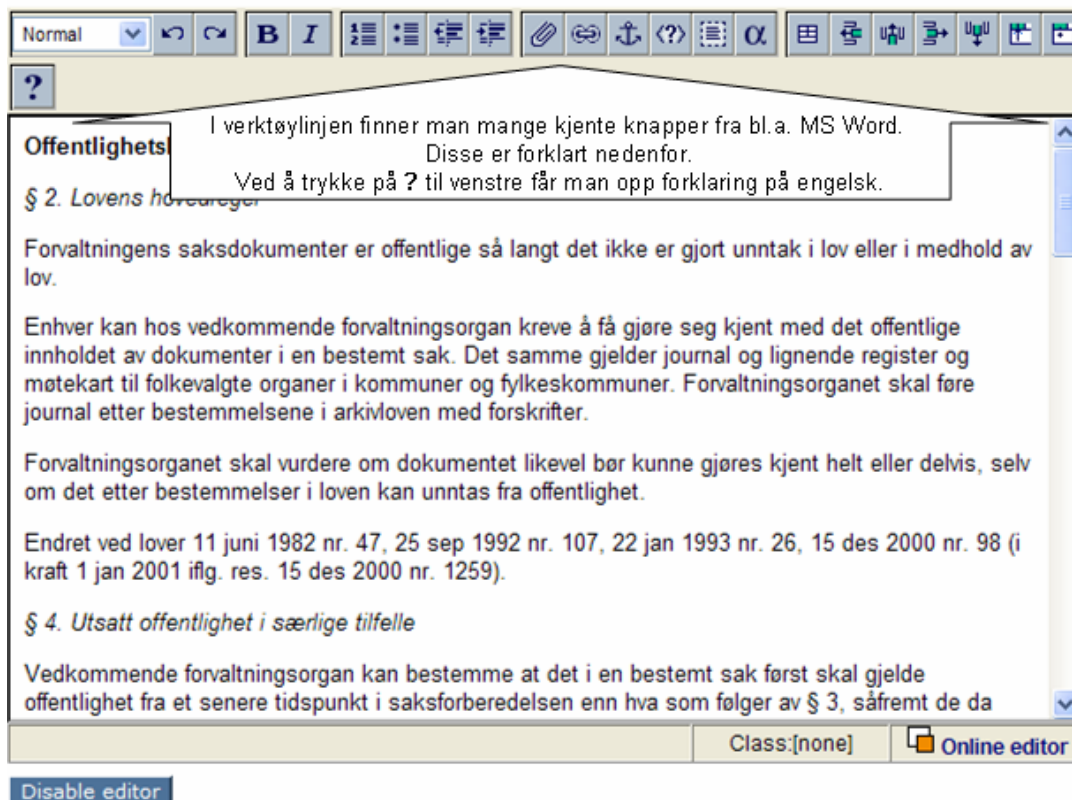 Normal
B I
α
?
I verktøylinjen finner man mange kjente knapper fra bl.a. MS Word.
Disse er forklart nedenfor.
Ved å trykke på ? til venstre får man opp forklaring på engelsk.
§ 2. Lovens hovedregel
Forvaltningens saksdokumenter er offentlige så langt det ikke er gjort unntak i lov eller i medhold av
lov.
Enhver kan hos vedkommende forvaltningsorgan kreve å få gjøre seg kjent med det offentlige
innholdet av dokumenter i en bestemt sak. Det samme gjelder journal og lignende register og
møtekart til folkevalgte organer i kommuner og fylkeskommuner. Forvaltningsorganet skal føre
journal etter bestemmelsene i arkivloven med forskrifter.
Forvaltningsorganet skal vurdere om dokumentet likevel bør kunne gjøres kjent helt eller delvis, selv
om det etter bestemmelser i loven kan unntas fra offentlighet.
Endret ved lover 11 juni 1982 nr. 47, 25 sep 1992 nr. 107, 22 jan 1993 nr. 26, 15 des 2000 nr. 98 (i
kraft 1 jan 2001 iflg. res. 15 des 2000 nr. 1259).
§ 4. Utsatt offentlighet i særlige tilfelle
Vedkommende forvaltningsorgan kan bestemme at det i en bestemt sak først skal gjelde
offentlighet fra et senere tidspunkt i saksforberedelsen enn hva som følger av § 3, såfremt de da
Class:[none]
Online editor
Disable editor